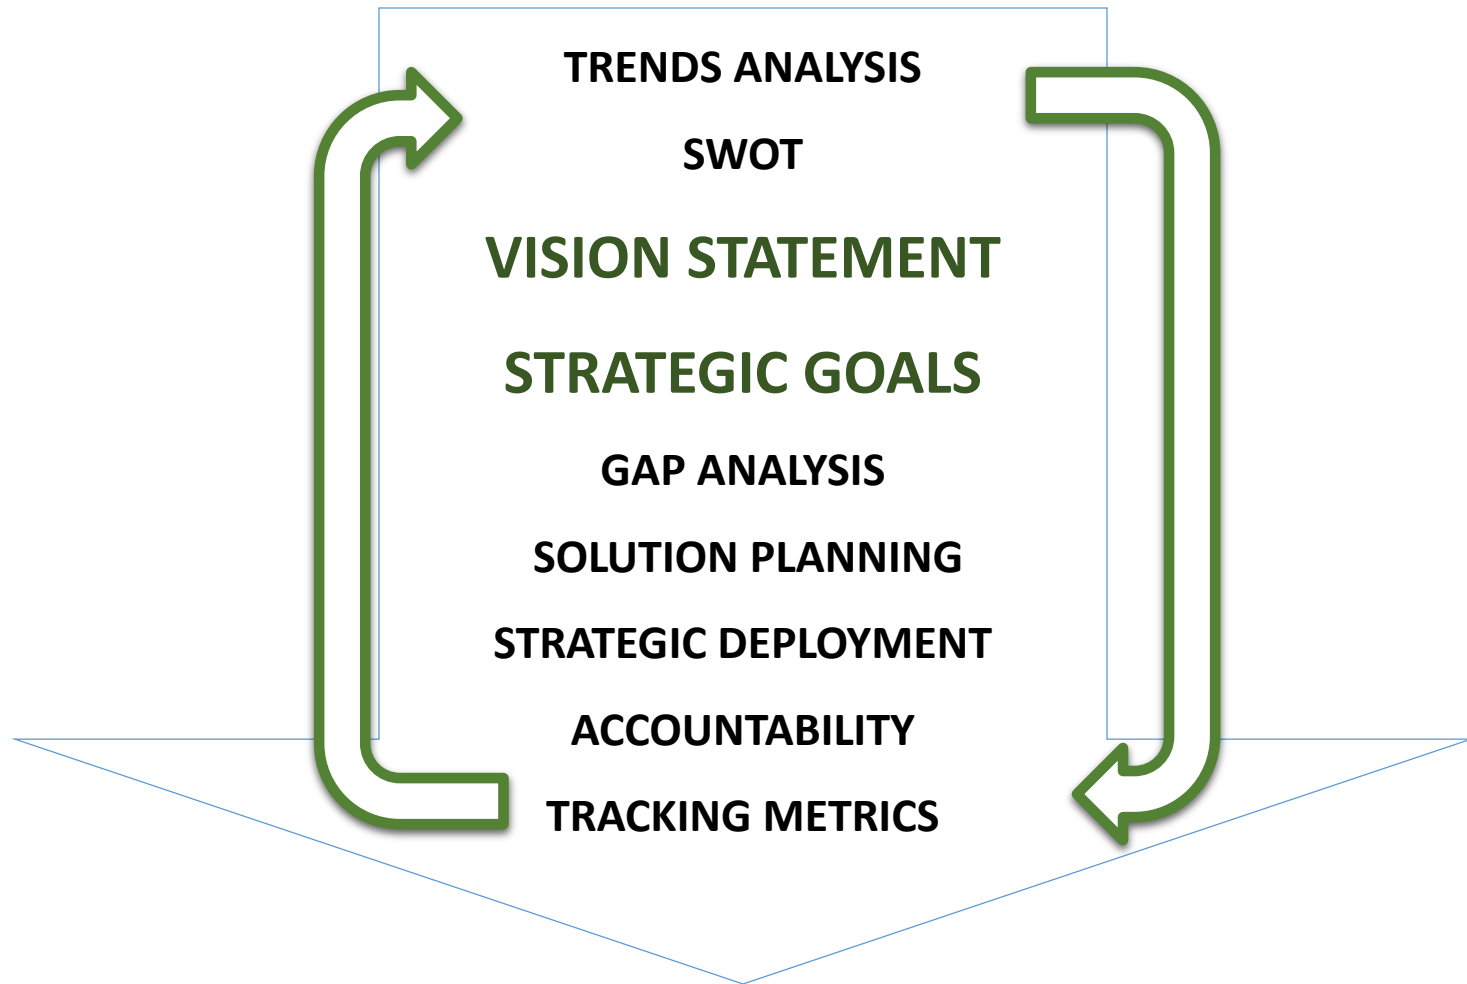 TRENDS ANALYSIS
SWOT
VISION STATEMENT
STRATEGIC GOALS
GAP ANALYSIS
SOLUTION PLANNING
STRATEGIC DEPLOYMENT
ACCOUNTABILITY
TRACKING METRICS